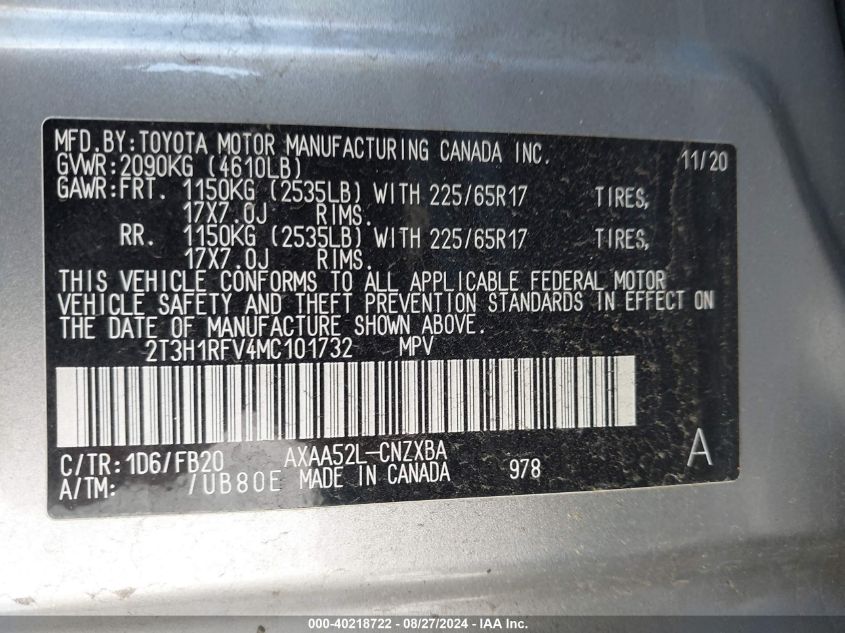 MFD.BY:TOYOTA MOTOR MANUFACTURING CANADA INC. 11/20
GVWR:2090KG (4610LB)
GAWR:FRT. 1150KG (2535LB) WITH 225/65R17 TIRES,
17X7.0J RIMS.
RR. 1150KG (2535LB) WITH 225/65R17 TIRES,
17X7.0J RIMS.
THIS VEHICLE CONFORMS TO ALL APPLICABLE FEDERAL MOTOR
VEHICLE SAFETY AND THEFT PREVENTION STANDARDS IN EFFECT ON
THE DATE OF MANUFACTURE SHOWN ABOVE.
2T3H1RFV4MC101732 MPV
C/TR:1D6/FB20 AXAA52L-CNZXBA A
A/TM: /UB80E MADE IN CANADA 978
000-40218722 - 08/27/2024 - IAA Inc.